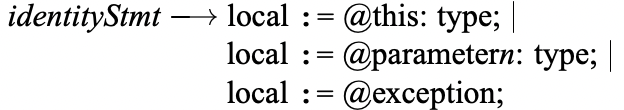 identityStmt ⟶ local := @this: type; |
local := @parametern: type; |
local := @exception;